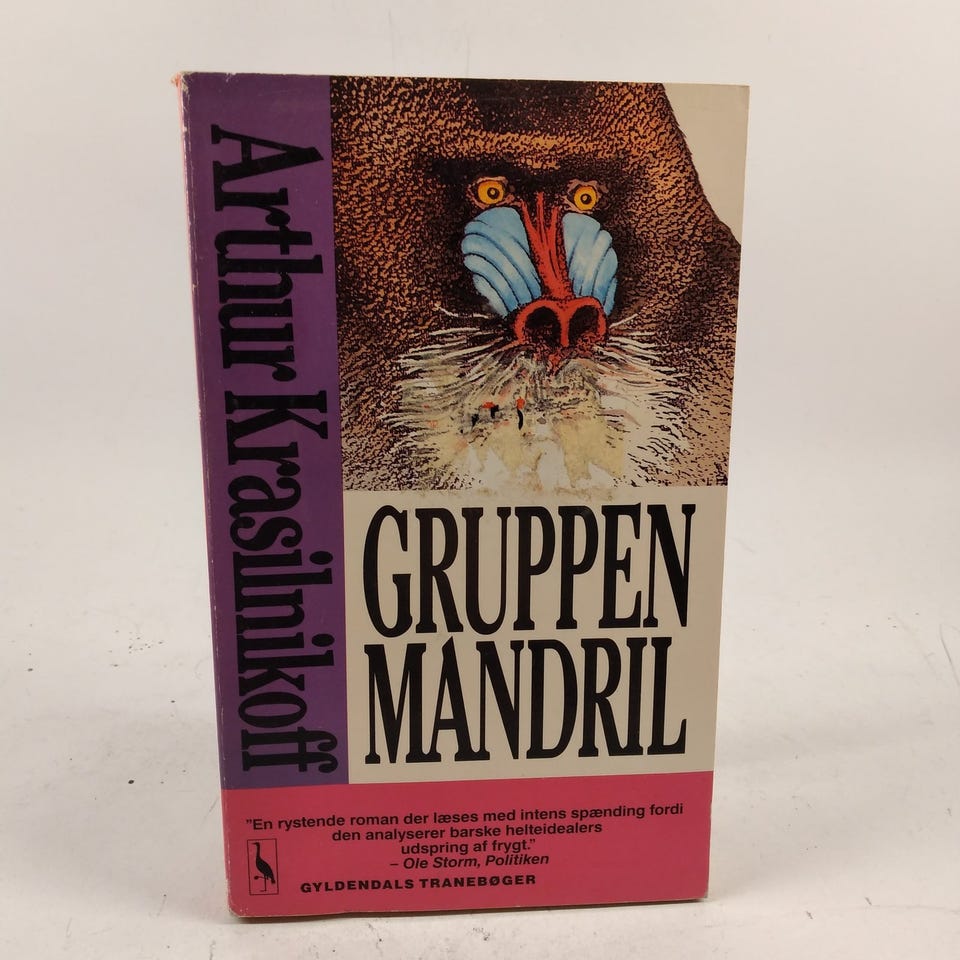 Arthur Krasilnikoff
GRUPPEN
MANDRIL
"En rystende roman der læses med intens spænding fordi
den analyserer barske helteidealers
udspring af frygt."
– Ole Storm, Politiken
GYLDENDALS TRANEBØGER